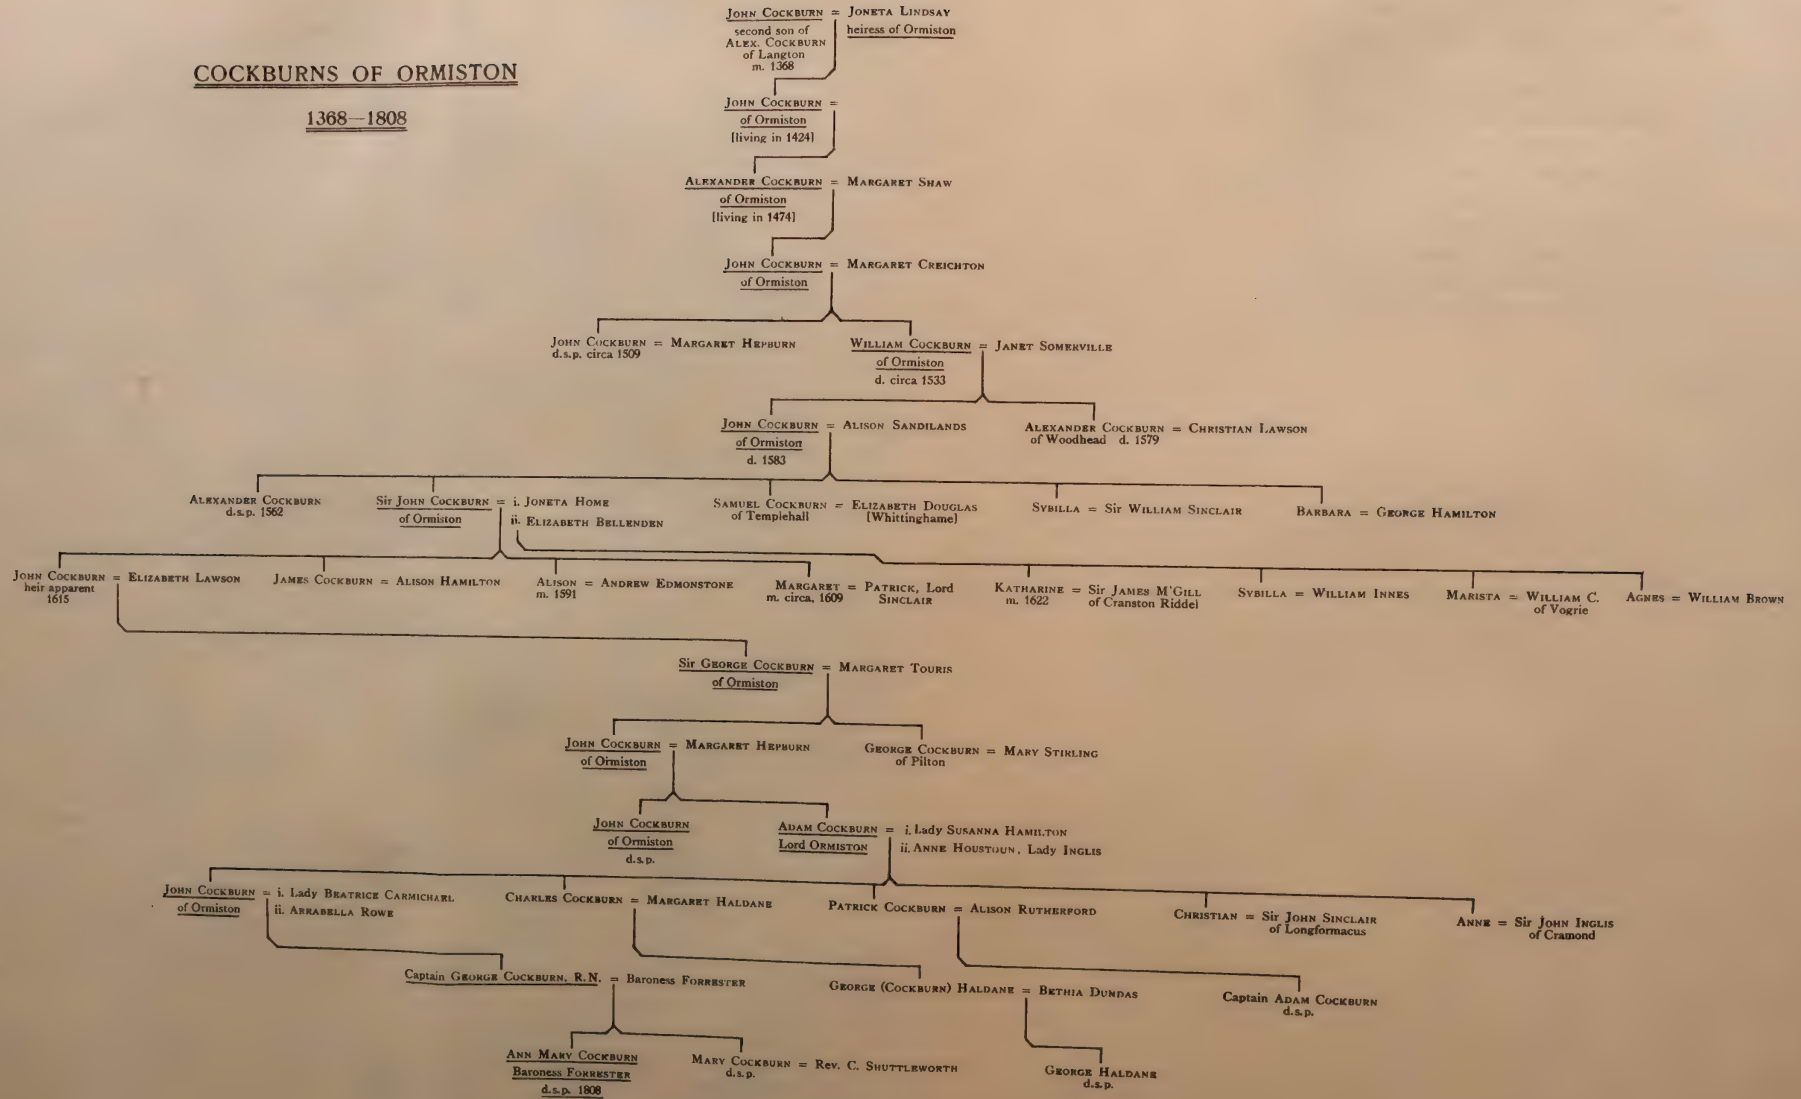 COCKBURNS OF ORMISTON
1368—1808
JOHN COCKBURN = JONETA LINDSAY
second son of heiress of Ormiston
ALEX. COCKBURN
of Langton
m. 1368
JOHN COCKBURN =
of Ormiston
[living in 1424]
ALEXANDER COCKBURN = MARGARET SHAW
of Ormiston
[living in 1474]
JOHN COCKBURN = MARGARET CREICHTON
of Ormiston
JOHN COCKBURN = MARGARET HEPBURN
d.s.p. circa 1509
WILLIAM COCKBURN = JANET SOMERVILLE
of Ormiston
d. circa 1533
JOHN COCKBURN = ALISON SANDILANDS
of Ormiston
d. 1583
ALEXANDER COCKBURN = CHRISTIAN LAWSON
of Woodhead d. 1579
ALEXANDER COCKBURN
d.s.p. 1562
Sir JOHN COCKBURN = i. JONETA HOME
of Ormiston ii. ELIZABETH BELLENDEN
SAMUEL COCKBURN = ELIZABETH DOUGLAS
of Templehall [Whittinghame]
SYBILLA = Sir WILLIAM SINCLAIR
BARBARA = GEORGE HAMILTON
JOHN COCKBURN = ELIZABETH LAWSON
heir apparent
1615
JAMES COCKBURN = ALISON HAMILTON
ALISON = ANDREW EDMONSTONE
m. 1591
MARGARET = PATRICK, Lord
m. circa, 1609 SINCLAIR
KATHARINE = Sir JAMES M'GILL
m. 1622 of Cranston Riddel
SYBILLA = WILLIAM INNES
MARISTA = WILLIAM C.
of Vogrie
AGNES = WILLIAM BROWN
Sir GEORGE COCKBURN = MARGARET TOURIS
of Ormiston
JOHN COCKBURN = MARGARET HEPBURN
of Ormiston
GEORGE COCKBURN = MARY STIRLING
of Pilton
JOHN COCKBURN
of Ormiston
d.s.p.
ADAM COCKBURN = i. Lady SUSANNA HAMILTON
Lord ORMISTON ii. ANNE HOUSTOUN, Lady INGLIS
JOHN COCKBURN = i. Lady BEATRICE CARMICHAEL
of Ormiston ii. ARRABELLA ROWE
CHARLES COCKBURN = MARGARET HALDANE
PATRICK COCKBURN = ALISON RUTHERFORD
CHRISTIAN = Sir JOHN SINCLAIR
of Longformacus
ANNE = Sir JOHN INGLIS
of Cramond
Captain GEORGE COCKBURN, R.N. = Baroness FORRESTER
GEORGE (COCKBURN) HALDANE = BETHIA DUNDAS
Captain ADAM COCKBURN
d.s.p.
ANN MARY COCKBURN
Baroness FORRESTER
d.s.p. 1808
MARY COCKBURN = Rev. C. SHUTTLEWORTH
d.s.p.
GEORGE HALDANE
d.s.p.